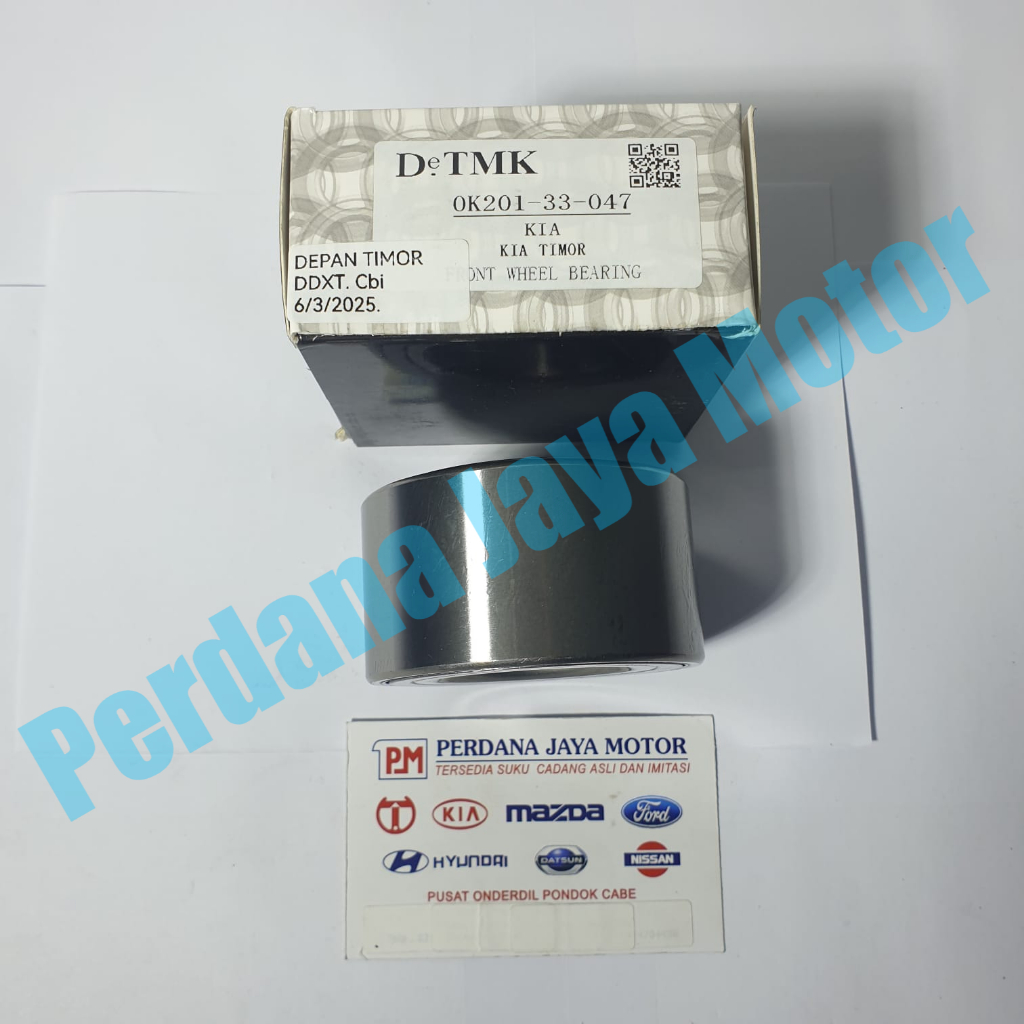 DeTMK
0K201-33-047
KIA
KIA TIMOR
FRONT WHEEL BEARING
DEPAN TIMOR
DDXT. Cbi
6/3/2025.
Perdana Jaya Motor
PJM PERDANA JAYA MOTOR
TERSEDIA SUKU CADANG ASLI DAN IMITASI
KIA mazda Ford
HYUNDAI DATSUN NISSAN
PUSAT ONDERDIL PONDOK CABE